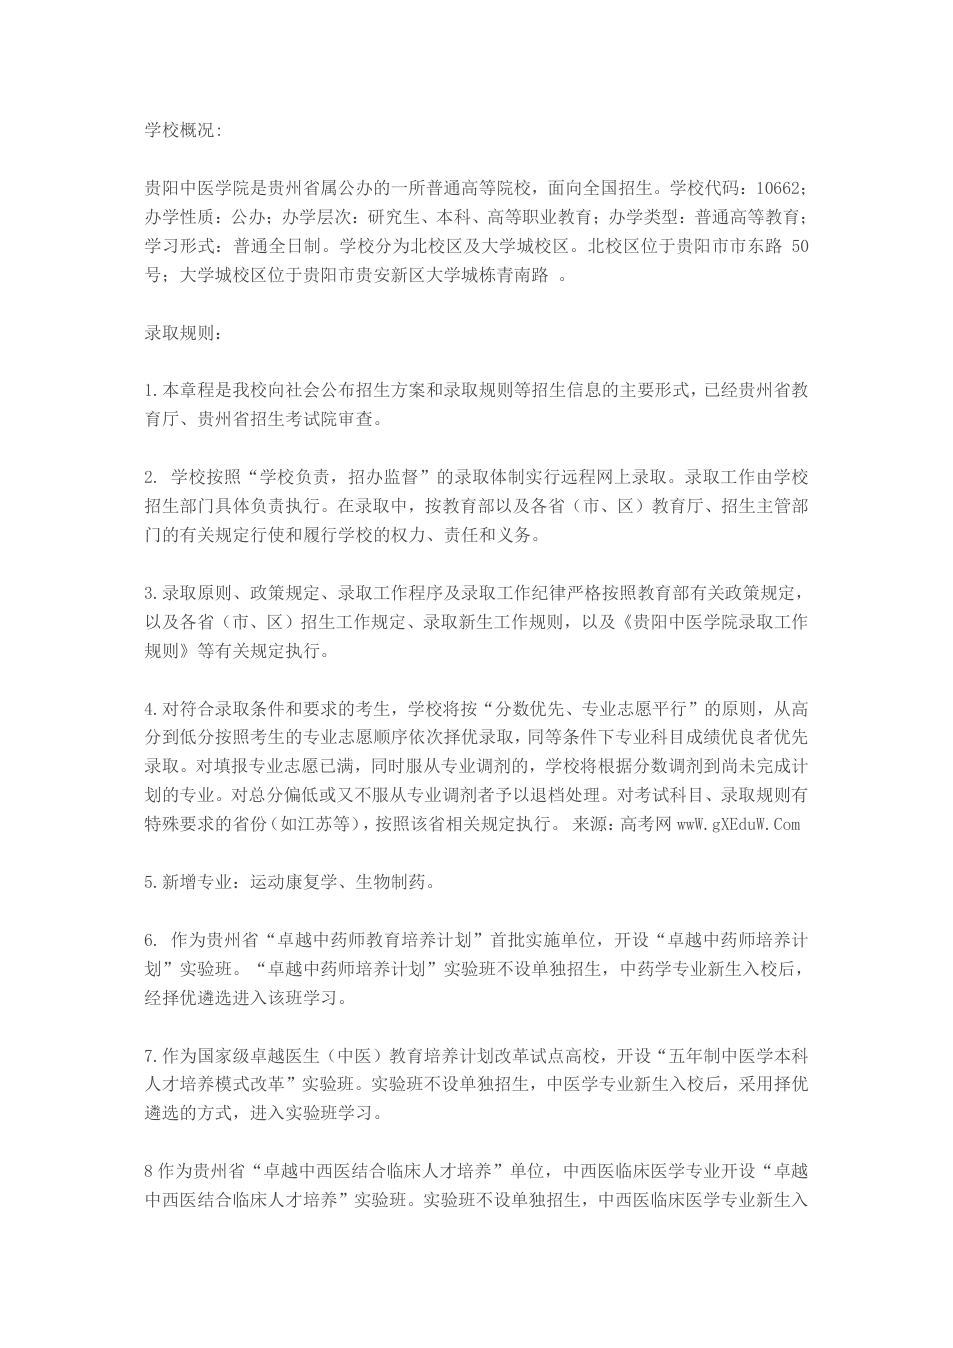 学校概况:
贵阳中医学院是贵州省属公办的一所普通高等院校，面向全国招生。学校代码：10662；
办学性质：公办；办学层次：研究生、本科、高等职业教育；办学类型：普通高等教育；
学习形式：普通全日制。学校分为北校区及大学城校区。北校区位于贵阳市市东路 50
号；大学城校区位于贵阳市贵安新区大学城栋青南路 。
录取规则：
1.本章程是我校向社会公布招生方案和录取规则等招生信息的主要形式，已经贵州省教
育厅、贵州省招生考试院审查。
2. 学校按照“学校负责，招办监督”的录取体制实行远程网上录取。录取工作由学校
招生部门具体负责执行。在录取中，按教育部以及各省（市、区）教育厅、招生主管部
门的有关规定行使和履行学校的权力、责任和义务。
3.录取原则、政策规定、录取工作程序及录取工作纪律严格按照教育部有关政策规定，
以及各省（市、区）招生工作规定、录取新生工作规则，以及《贵阳中医学院录取工作
规则》等有关规定执行。
4.对符合录取条件和要求的考生，学校将按“分数优先、专业志愿平行”的原则，从高
分到低分按照考生的专业志愿顺序依次择优录取，同等条件下专业科目成绩优良者优先
录取。对填报专业志愿已满，同时服从专业调剂的，学校将根据分数调剂到尚未完成计
划的专业。对总分偏低或又不服从专业调剂者予以退档处理。对考试科目、录取规则有
特殊要求的省份（如江苏等），按照该省相关规定执行。 来源：高考网 wwW.gXEduW.Com
5.新增专业：运动康复学、生物制药。
6. 作为贵州省“卓越中药师教育培养计划”首批实施单位，开设“卓越中药师培养计
划”实验班。“卓越中药师培养计划”实验班不设单独招生，中药学专业新生入校后，
经择优遴选进入该班学习。
7.作为国家级卓越医生（中医）教育培养计划改革试点高校，开设“五年制中医学本科
人才培养模式改革”实验班。实验班不设单独招生，中医学专业新生入校后，采用择优
遴选的方式，进入实验班学习。
8 作为贵州省“卓越中西医结合临床人才培养”单位，中西医临床医学专业开设“卓越
中西医结合临床人才培养”实验班。实验班不设单独招生，中西医临床医学专业新生入